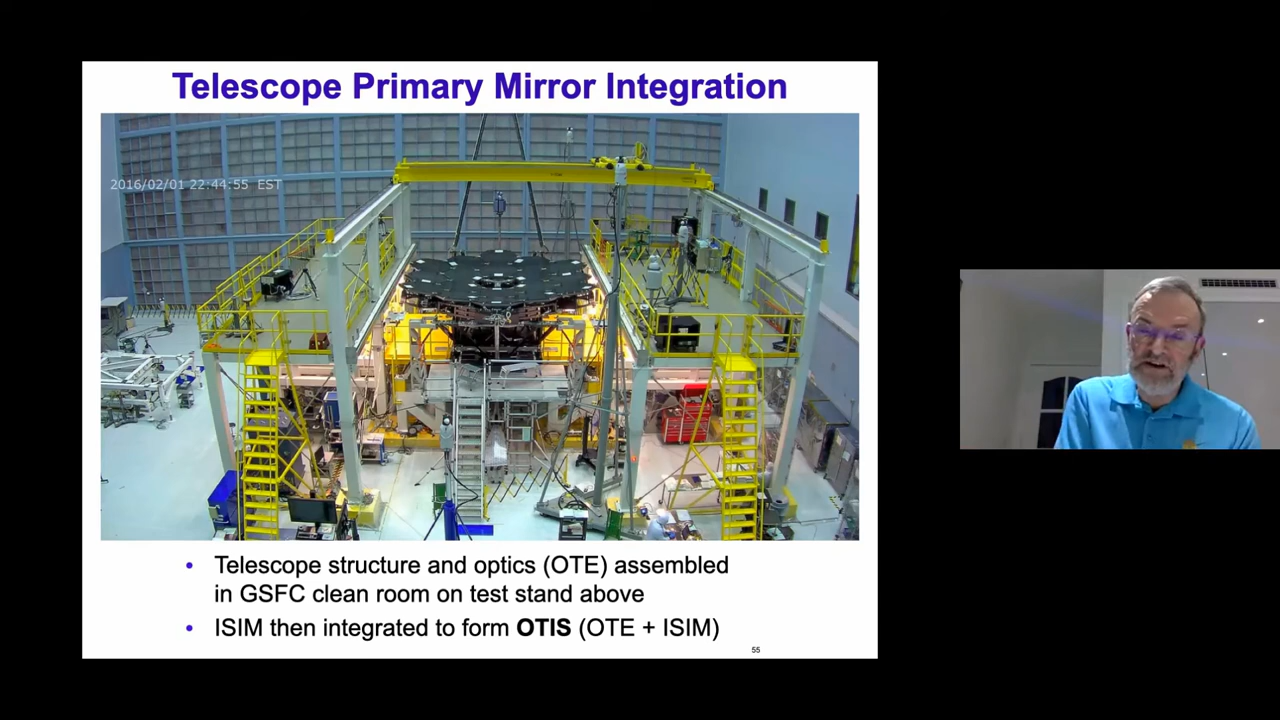 Telescope Primary Mirror Integration
2016/02/01 22:44:55 EST
• Telescope structure and optics (OTE) assembled
in GSFC clean room on test stand above
• ISIM then integrated to form OTIS (OTE + ISIM)
55